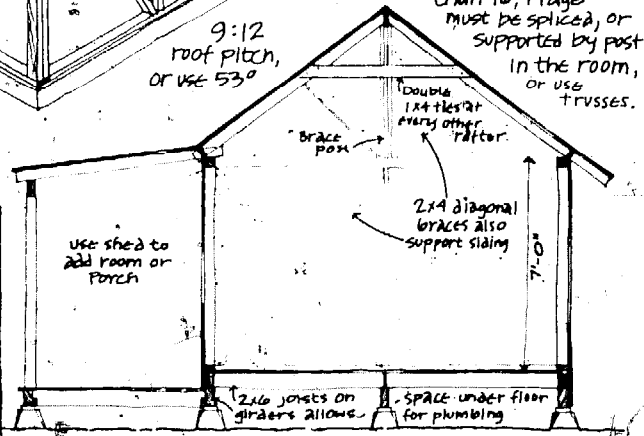 9:12
roof pitch,
or use 53°
must be spliced, or
supported by post
in the room,
or use
trusses.
Double
1x4 ties at
every other
rafter
Brace
post
2x4 diagonal
braces also
support siding
7'-0"
use shed to
add room or
Porch
2x6 joists on
girders allows
space under floor
for plumbing